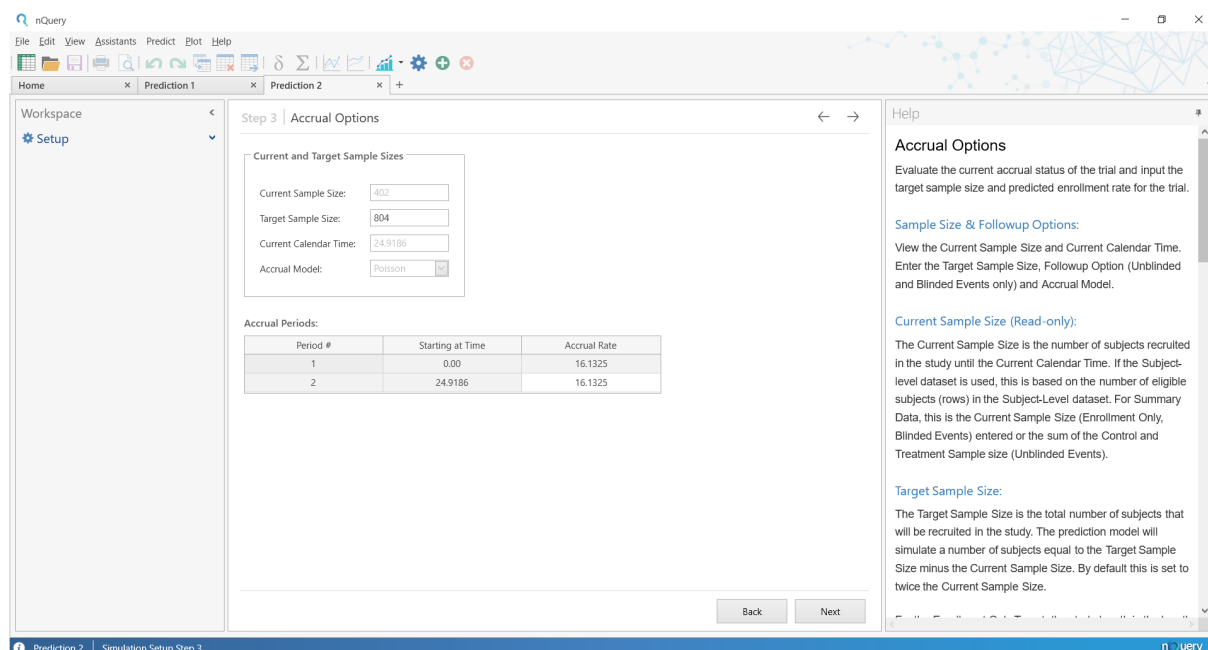 nQuery
File Edit View Assistants Predict Plot Help
Home × Prediction 1 × Prediction 2 × +
Workspace
Setup
Step 3 | Accrual Options
Current and Target Sample Sizes
Current Sample Size: 402
Target Sample Size: 804
Current Calendar Time: 24.9186
Accrual Model: Poisson
Accrual Periods:
Period # Starting at Time Accrual Rate
1 0.00 16.1325
2 24.9186 16.1325
Back Next
Help
Accrual Options
Evaluate the current accrual status of the trial and input the
target sample size and predicted enrollment rate for the trial.
Sample Size & Followup Options:
View the Current Sample Size and Current Calendar Time.
Enter the Target Sample Size, Followup Option (Unblinded
and Blinded Events only) and Accrual Model.
Current Sample Size (Read-only):
The Current Sample Size is the number of subjects recruited
in the study until the Current Calendar Time. If the Subject-
level dataset is used, this is based on the number of eligible
subjects (rows) in the Subject-Level dataset. For Summary
Data, this is the Current Sample Size (Enrollment Only,
Blinded Events) entered or the sum of the Control and
Treatment Sample size (Unblinded Events).
Target Sample Size:
The Target Sample Size is the total number of subjects that
will be recruited in the study. The prediction model will
simulate a number of subjects equal to the Target Sample
Size minus the Current Sample Size. By default this is set to
twice the Current Sample Size.
Prediction 2 | Simulation Setup Step 3
nQuery